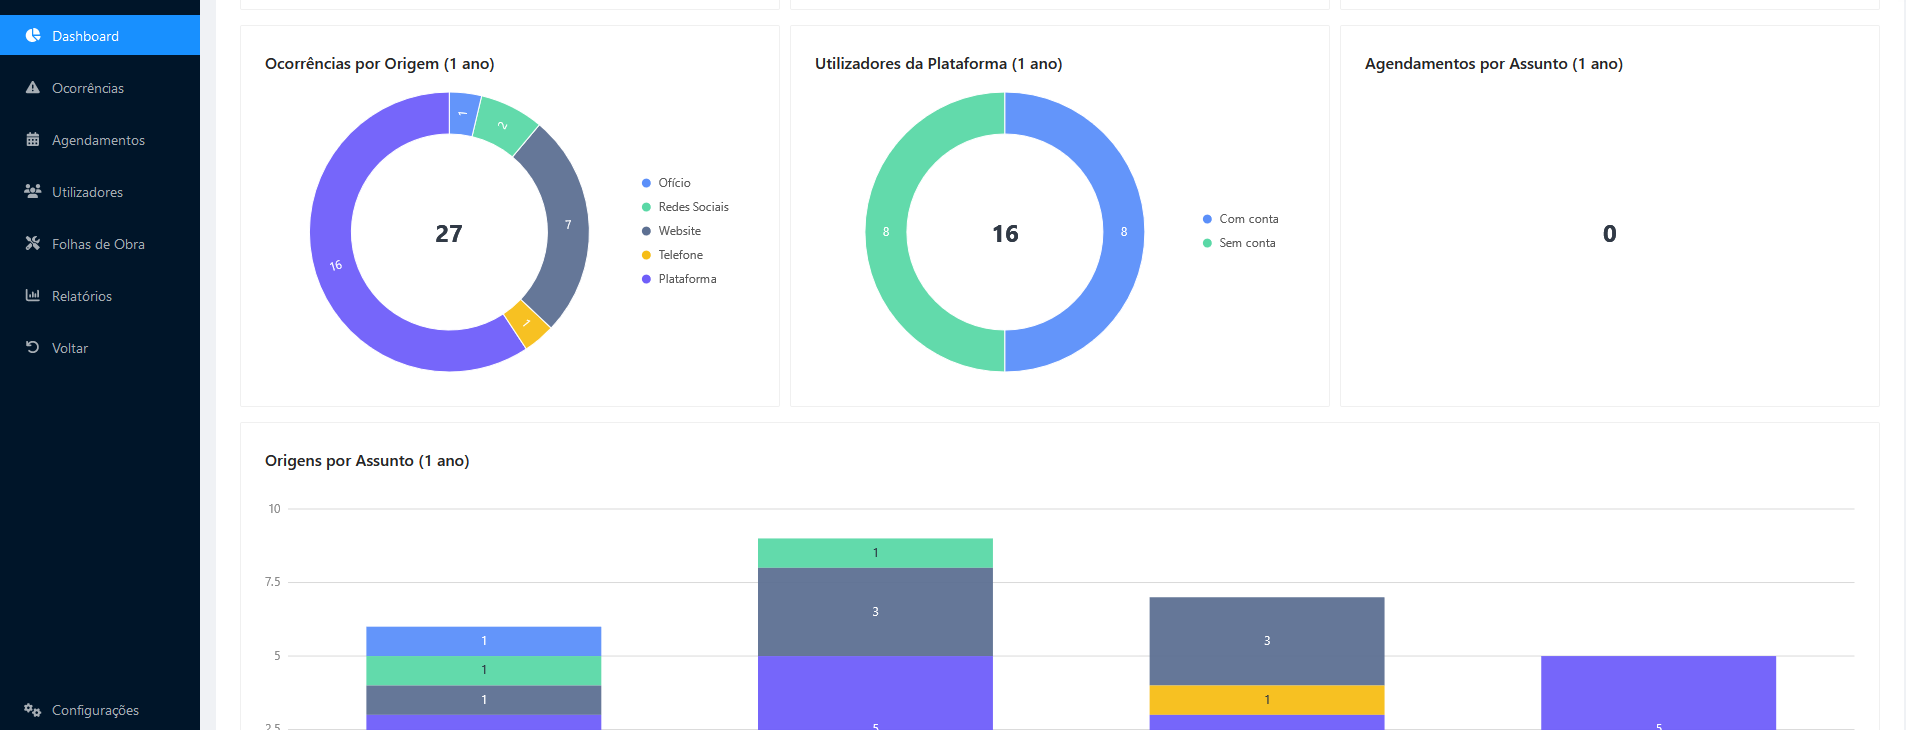 Dashboard
Ocorrências
Agendamentos
Utilizadores
Folhas de Obra
Relatórios
Voltar
Configurações
Ocorrências por Origem (1 ano)
1
2
7
1
16
27
Ofício
Redes Sociais
Website
Telefone
Plataforma
Utilizadores da Plataforma (1 ano)
8
16
8
Com conta
Sem conta
Agendamentos por Assunto (1 ano)
0
Origens por Assunto (1 ano)
10
7.5
5
2.5
1
1
1
1
3
5
3
1
5